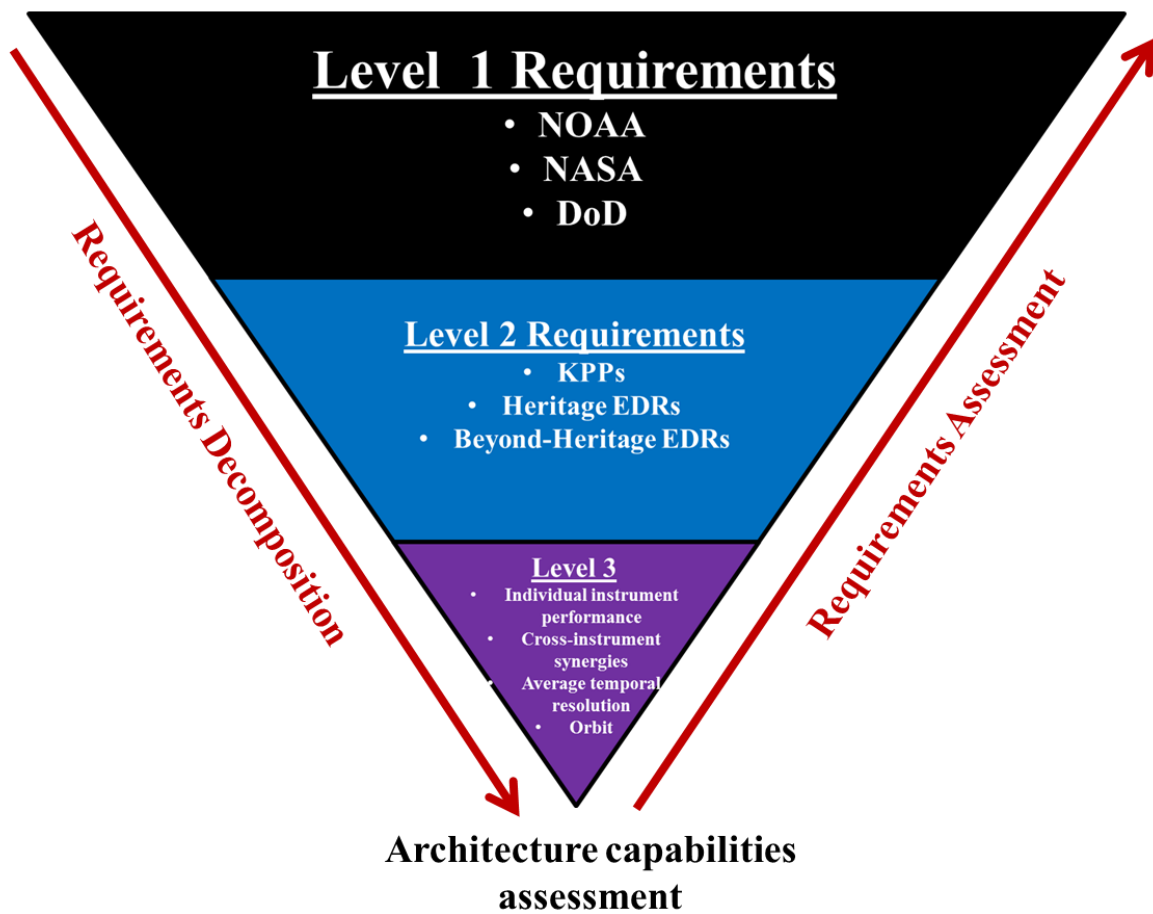 Level  1 Requirements
• NOAA
• NASA
• DoD
Requirements Decomposition
Requirements Assessment
Level 2 Requirements
• KPPs
• Heritage EDRs
• Beyond-Heritage EDRs
Level 3
• Individual instrument
performance
• Cross-instrument
synergies
• Average temporal
resolution
• Orbit
Architecture capabilities
assessment